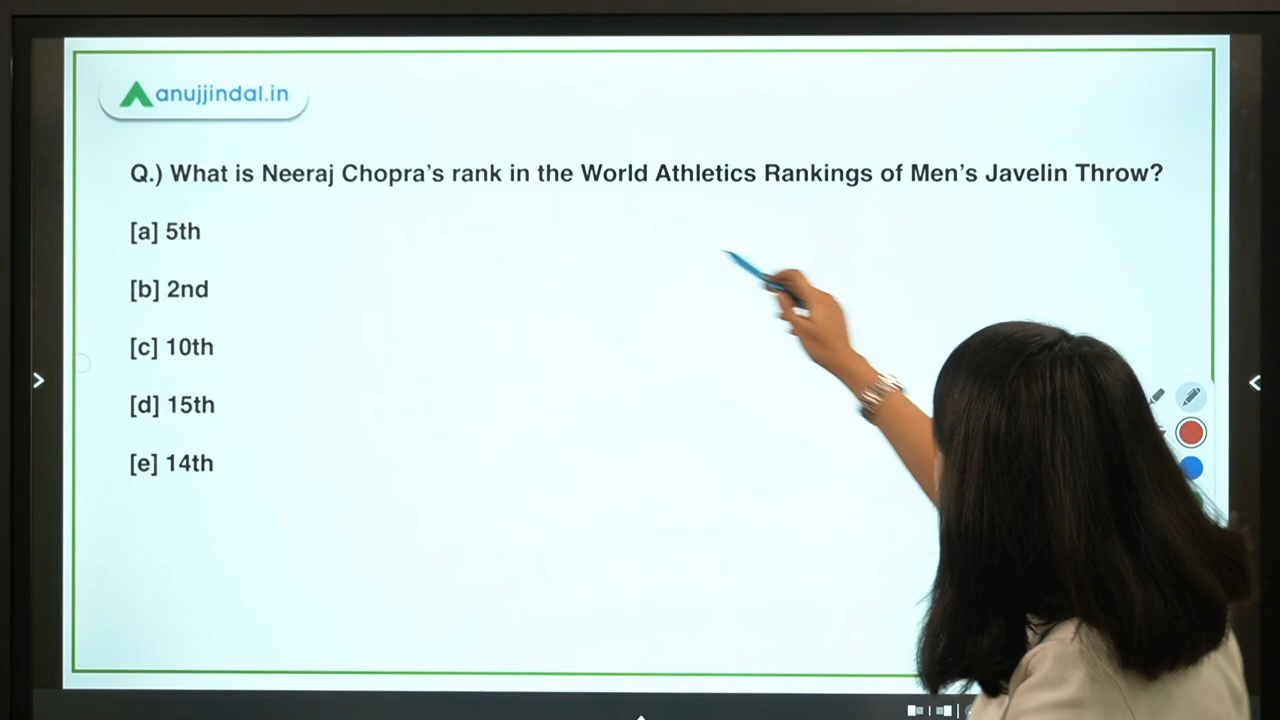 anujjindal.in
Q.) What is Neeraj Chopra’s rank in the World Athletics Rankings of Men’s Javelin Throw?
[a] 5th
[b] 2nd
[c] 10th
[d] 15th
[e] 14th